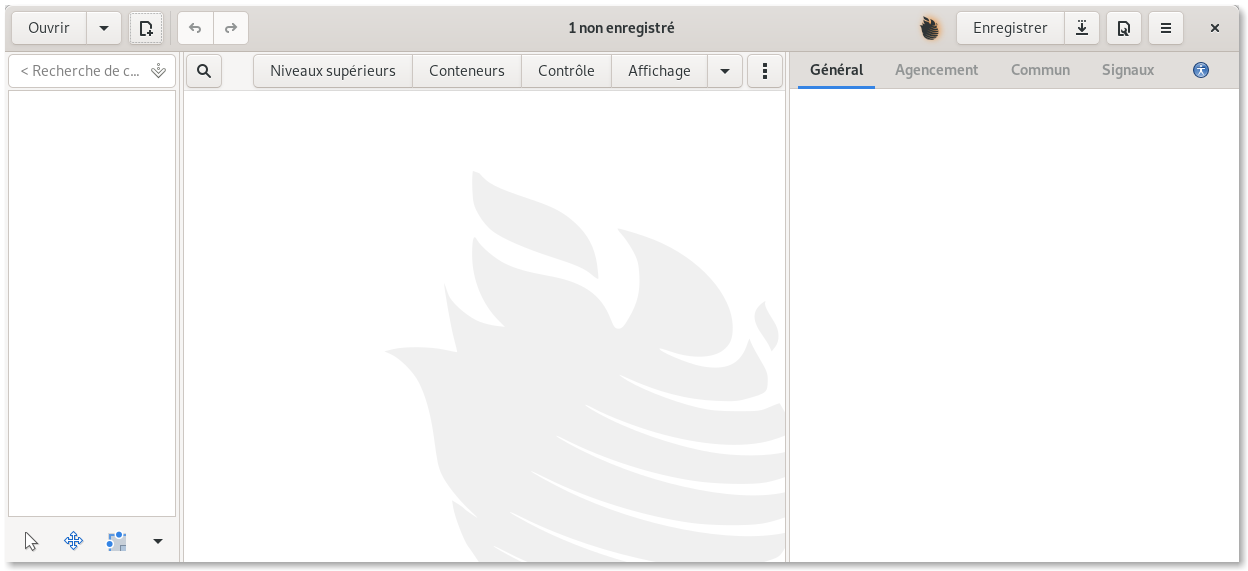 Ouvrir
1 non enregistré
Enregistrer
< Recherche de c...
Niveaux supérieurs
Conteneurs
Contrôle
Affichage
Général
Agencement
Commun
Signaux